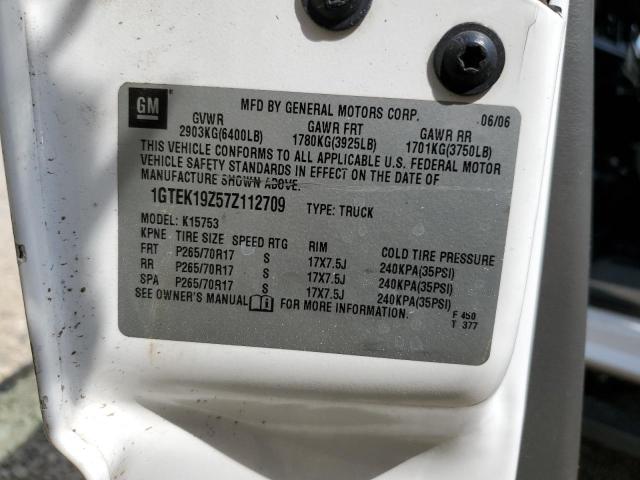 GM
MFD BY GENERAL MOTORS CORP. 06/06
GVWR GAWR FRT GAWR RR
2903KG(6400LB) 1780KG(3925LB) 1701KG(3750LB)
THIS VEHICLE CONFORMS TO ALL APPLICABLE U.S. FEDERAL MOTOR
VEHICLE SAFETY STANDARDS IN EFFECT ON THE DATE OF
MANUFACTURE SHOWN ABOVE.
1GTEK19Z57Z112709 TYPE: TRUCK
MODEL: K15753
KPNE TIRE SIZE SPEED RTG RIM COLD TIRE PRESSURE
FRT P265/70R17 S 17X7.5J 240KPA(35PSI)
RR P265/70R17 S 17X7.5J 240KPA(35PSI)
SPA P265/70R17 S 17X7.5J 240KPA(35PSI)
SEE OWNER'S MANUAL FOR MORE INFORMATION. F 450
T 377